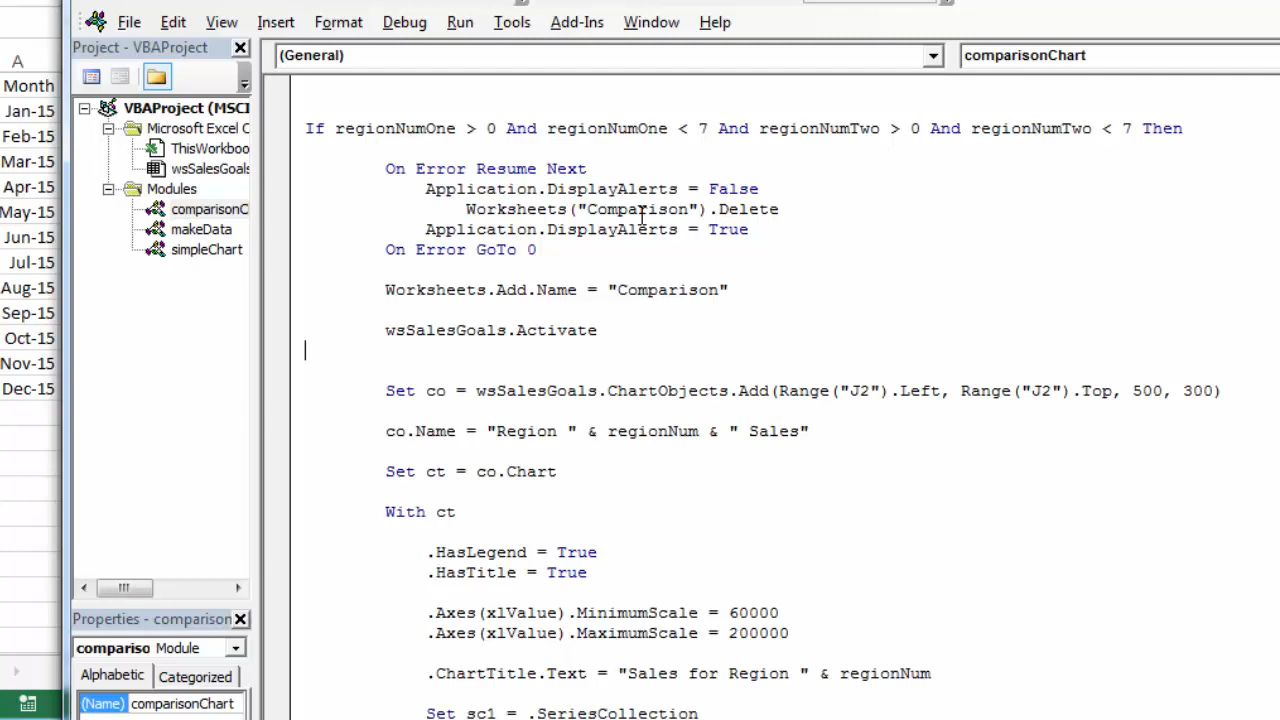 File Edit View Insert Format Debug Run Tools Add-Ins Window Help
Project - VBAProject
(General)
comparisonChart
A
Month
Jan-15
Feb-15
Mar-15
Apr-15
May-15
Jun-15
Jul-15
Aug-15
Sep-15
Oct-15
Nov-15
Dec-15
VBAProject (MSCI
Microsoft Excel C
ThisWorkboo
wsSalesGoals
Modules
comparisonC
makeData
simpleChart
Properties - comparison
compariso Module
Alphabetic Categorized
(Name) comparisonChart
If regionNumOne > 0 And regionNumOne < 7 And regionNumTwo > 0 And regionNumTwo < 7 Then
On Error Resume Next
Application.DisplayAlerts = False
Worksheets("Comparison").Delete
Application.DisplayAlerts = True
On Error GoTo 0
Worksheets.Add.Name = "Comparison"
wsSalesGoals.Activate
Set co = wsSalesGoals.ChartObjects.Add(Range("J2").Left, Range("J2").Top, 500, 300)
co.Name = "Region " & regionNum & " Sales"
Set ct = co.Chart
With ct
.HasLegend = True
.HasTitle = True
.Axes(xlValue).MinimumScale = 60000
.Axes(xlValue).MaximumScale = 200000
.ChartTitle.Text = "Sales for Region " & regionNum
Set sc1 = .SeriesCollection